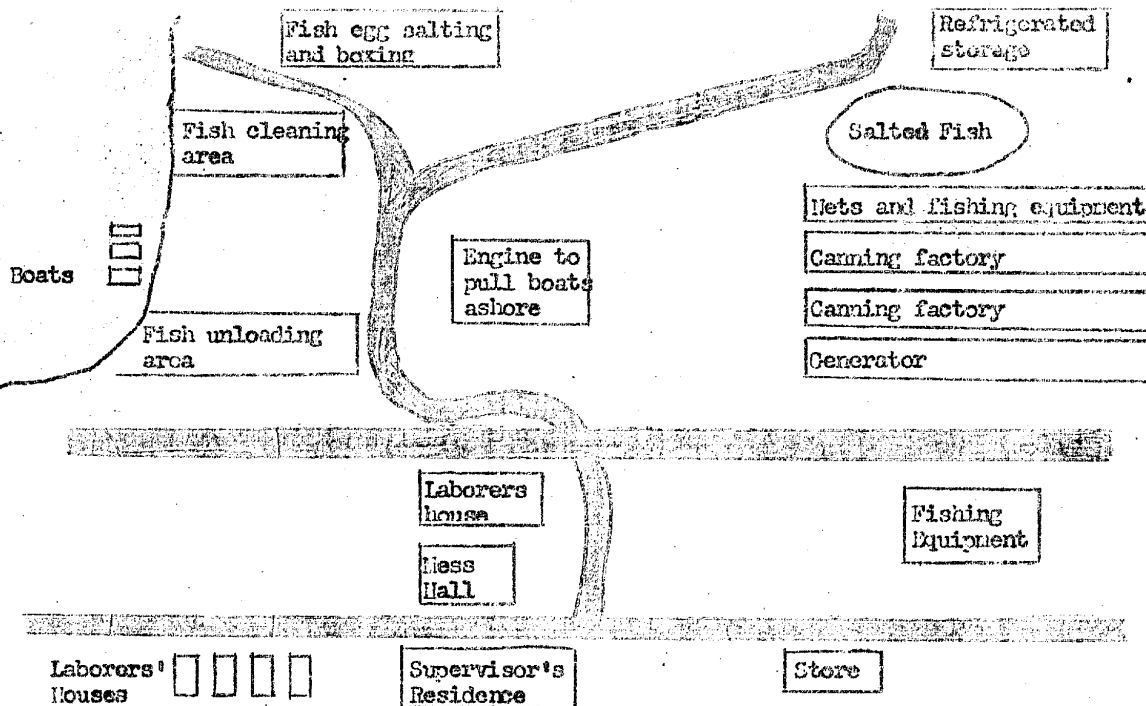 Fish egg salting
and boxing
Refrigerated
storage
Fish cleaning
area
Salted Fish
Nets and fishing equipment
Boats
Engine to
pull boats
ashore
Canning factory
Canning factory
Fish unloading
area
Generator
Laborers
house
Fishing
Equipment
Mess
Hall
Laborers'
Houses
Supervisor's
Residence
Store